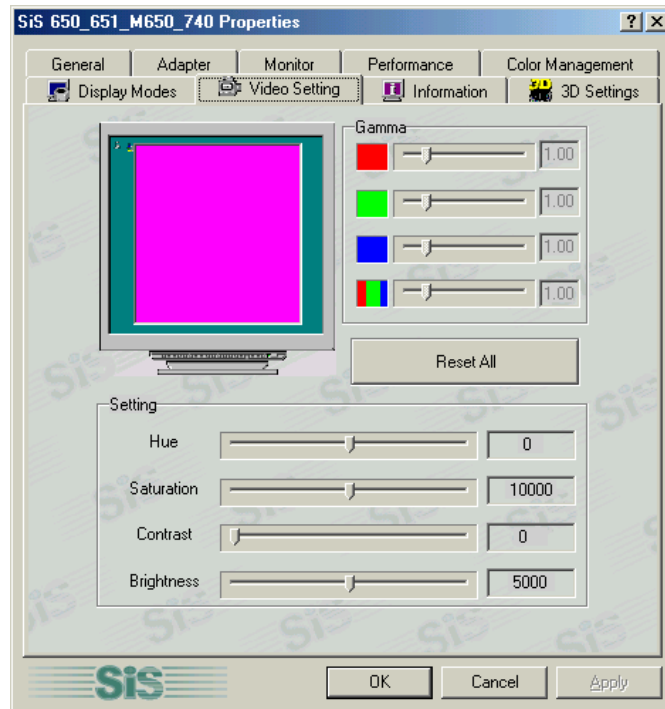 SiS 650_651_M650_740 Properties
General Adapter Monitor Performance Color Management
Display Modes Video Setting Information 3D Settings
Gamma
1.00
1.00
1.00
1.00
Reset All
Setting
Hue 0
Saturation 10000
Contrast 0
Brightness 5000
SiS
OK Cancel Apply